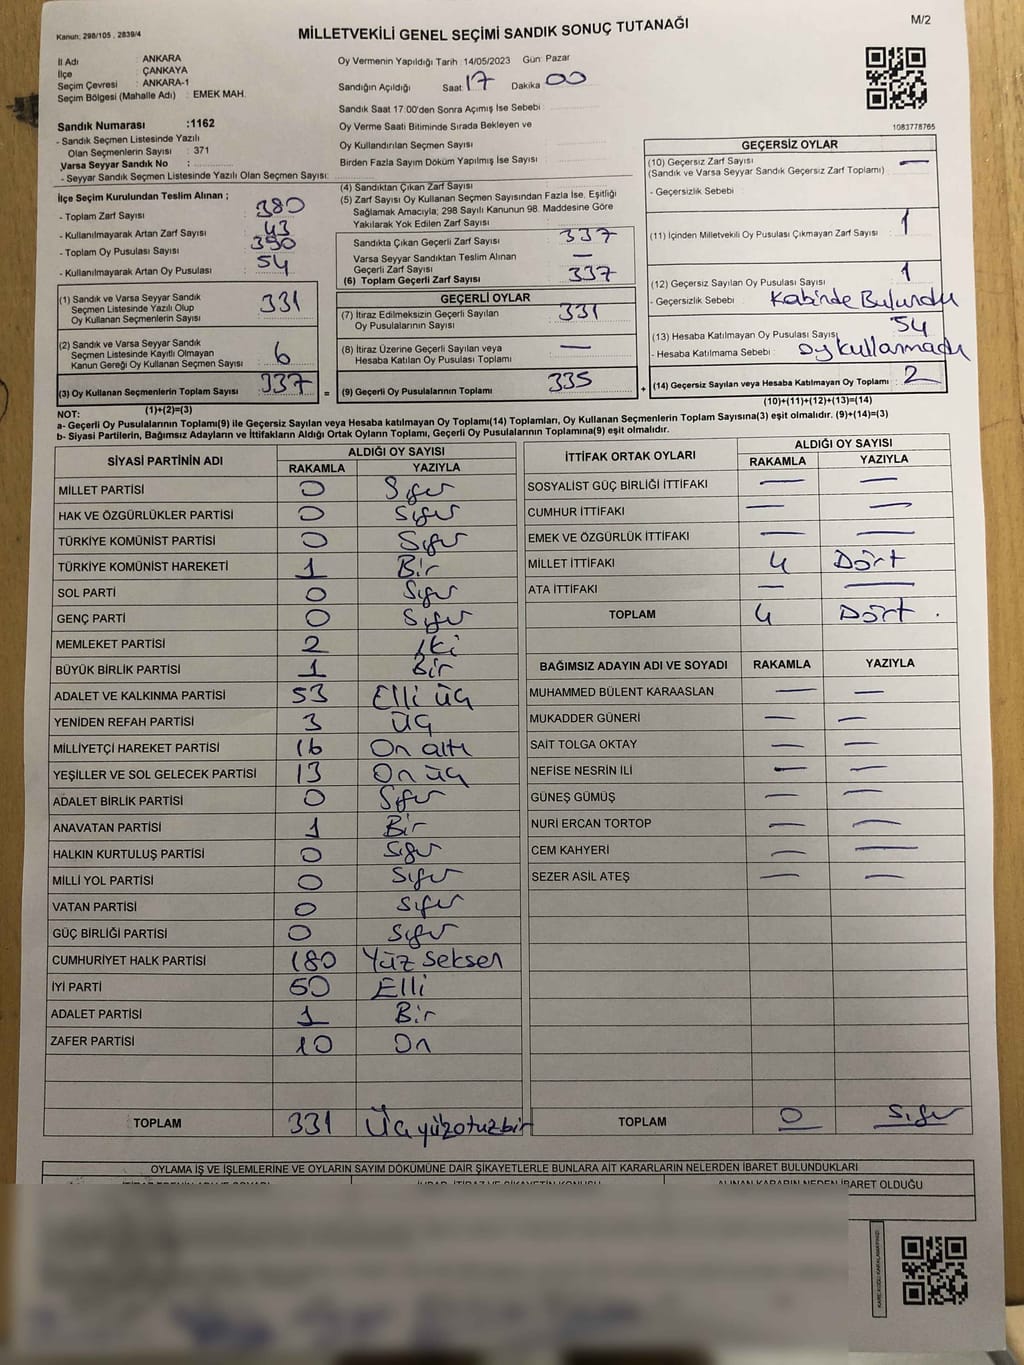 Kanun: 298/105 , 2839/4
MİLLETVEKİLİ GENEL SEÇİMİ SANDIK SONUÇ TUTANAĞI
M/2
İl Adı : ANKARA
İlçe : ÇANKAYA
Seçim Çevresi : ANKARA-1
Seçim Bölgesi (Mahalle Adı) : EMEK MAH.
Sandık Numarası :1162
- Sandık Seçmen Listesinde Yazılı
Olan Seçmenlerin Sayısı : 371
Varsa Seyyar Sandık No :
- Seyyar Sandık Seçmen Listesinde Yazılı Olan Seçmen Sayısı:
Oy Vermenin Yapıldığı Tarih : 14/05/2023 Gün: Pazar
Sandığın Açıldığı Saat: 17 Dakika 00
Sandık Saat 17:00'den Sonra Açımış İse Sebebi :
Oy Verme Saati Bitiminde Sırada Bekleyen ve
Oy Kullandırılan Seçmen Sayısı
Birden Fazla Sayım Döküm Yapılmış İse Sayısı :
1083778765
İlçe Seçim Kurulundan Teslim Alınan ;
- Toplam Zarf Sayısı : 380
- Kullanılmayarak Artan Zarf Sayısı : 43
- Toplam Oy Pusulası Sayısı : 390
- Kullanılmayarak Artan Oy Pusulası : 54
(1) Sandık ve Varsa Seyyar Sandık
Seçmen Listesinde Yazılı Olup
Oy Kullanan Seçmenlerin Sayısı : 331
(2) Sandık ve Varsa Seyyar Sandık
Seçmen Listesinde Kayıtlı Olmayan
Kanun Gereği Oy Kullanan Seçmen Sayısı : 6
(3) Oy Kullanan Seçmenlerin Toplam Sayısı : 337
(4) Sandıktan Çıkan Zarf Sayısı
(5) Zarf Sayısı Oy Kullanan Seçmen Sayısından Fazla İse, Eşitliği
Sağlamak Amacıyla; 298 Sayılı Kanunun 98. Maddesine Göre
Yakılarak Yok Edilen Zarf Sayısı :
Sandıkta Çıkan Geçerli Zarf Sayısı : 337
Varsa Seyyar Sandıktan Teslim Alınan
Geçerli Zarf Sayısı : —
(6) Toplam Geçerli Zarf Sayısı : 337
GEÇERLİ OYLAR
(7) İtiraz Edilmeksizin Geçerli Sayılan
Oy Pusulalarının Sayısı : 331
(8) İtiraz Üzerine Geçerli Sayılan veya
Hesaba Katılan Oy Pusulası Toplamı : —
= (9) Geçerli Oy Pusulalarının Toplamı : 335
GEÇERSİZ OYLAR
(10) Geçersiz Zarf Sayısı : —
(Sandık ve Varsa Seyyar Sandık Geçersiz Zarf Toplamı)
- Geçersizlik Sebebi :
(11) İçinden Milletvekili Oy Pusulası Çıkmayan Zarf Sayısı : 1
(12) Geçersiz Sayılan Oy Pusulası Sayısı : 1
- Geçersizlik Sebebi : Kabinde Bulundu
(13) Hesaba Katılmayan Oy Pusulası Sayısı : 54
- Hesaba Katılmama Sebebi : oy kullanmadı
+ (14) Geçersiz Sayılan veya Hesaba Katılmayan Oy Toplamı : 2
(1)+(2)=(3)
(10)+(11)+(12)+(13)=(14)
NOT:
a- Geçerli Oy Pusulalarının Toplamı(9) ile Geçersiz Sayılan veya Hesaba katılmayan Oy Toplamı(14) Toplamları, Oy Kullanan Seçmenlerin Toplam Sayısına(3) eşit olmalıdır. (9)+(14)=(3)
b- Siyasi Partilerin, Bağımsız Adayların ve İttifakların Aldığı Ortak Oyların Toplamı, Geçerli Oy Pusulalarının Toplamına(9) eşit olmalıdır.
SİYASİ PARTİNİN ADI ALDIĞI OY SAYISI
RAKAMLA YAZIYLA
MİLLET PARTİSİ 0 Sıfır
HAK VE ÖZGÜRLÜKLER PARTİSİ 0 Sıfır
TÜRKİYE KOMÜNİST PARTİSİ 0 Sıfır
TÜRKİYE KOMÜNİST HAREKETİ 1 Bir
SOL PARTİ 0 Sıfır
GENÇ PARTİ 0 Sıfır
MEMLEKET PARTİSİ 2 İki
BÜYÜK BİRLİK PARTİSİ 1 Bir
ADALET VE KALKINMA PARTİSİ 53 Elli üç
YENİDEN REFAH PARTİSİ 3 Üç
MİLLİYETÇİ HAREKET PARTİSİ 16 On altı
YEŞİLLER VE SOL GELECEK PARTİSİ 13 On üç
ADALET BİRLİK PARTİSİ 0 Sıfır
ANAVATAN PARTİSİ 1 Bir
HALKIN KURTULUŞ PARTİSİ 0 Sıfır
MİLLİ YOL PARTİSİ 0 Sıfır
VATAN PARTİSİ 0 Sıfır
GÜÇ BİRLİĞİ PARTİSİ 0 Sıfır
CUMHURİYET HALK PARTİSİ 180 Yüz seksen
İYİ PARTİ 50 Elli
ADALET PARTİSİ 1 Bir
ZAFER PARTİSİ 10 On
TOPLAM 331 Üç yüz otuz bir
İTTİFAK ORTAK OYLARI ALDIĞI OY SAYISI
RAKAMLA YAZIYLA
SOSYALİST GÜÇ BİRLİĞİ İTTİFAKI — —
CUMHUR İTTİFAKI — —
EMEK VE ÖZGÜRLÜK İTTİFAKI — —
MİLLET İTTİFAKI 4 Dört
ATA İTTİFAKI — —
TOPLAM 4 Dört .
BAĞIMSIZ ADAYIN ADI VE SOYADI RAKAMLA YAZIYLA
MUHAMMED BÜLENT KARAASLAN — —
MUKADDER GÜNERİ — —
SAİT TOLGA OKTAY — —
NEFİSE NESRİN İLİ — —
GÜNEŞ GÜMÜŞ — —
NURİ ERCAN TORTOP — —
CEM KAHYERİ — —
SEZER ASİL ATEŞ — —
TOPLAM 0 Sıfır
OYLAMA İŞ VE İŞLEMLERİNE VE OYLARIN SAYIM DÖKÜMÜNE DAİR ŞİKAYETLERLE BUNLARA AİT KARARLARIN NELERDEN İBARET BULUNDUKLARI
ALINAN KARARIN NEDEN İBARET OLDUĞU